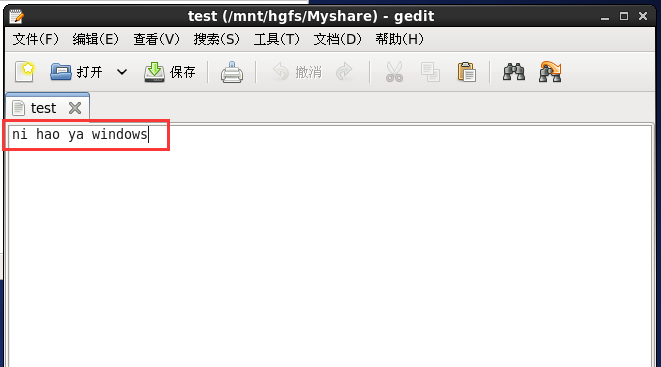 test (/mnt/hgfs/Myshare) - gedit
文件(F) 编辑(E) 查看(V) 搜索(S) 工具(T) 文档(D) 帮助(H)
打开 保存 撤消
test
ni hao ya windows